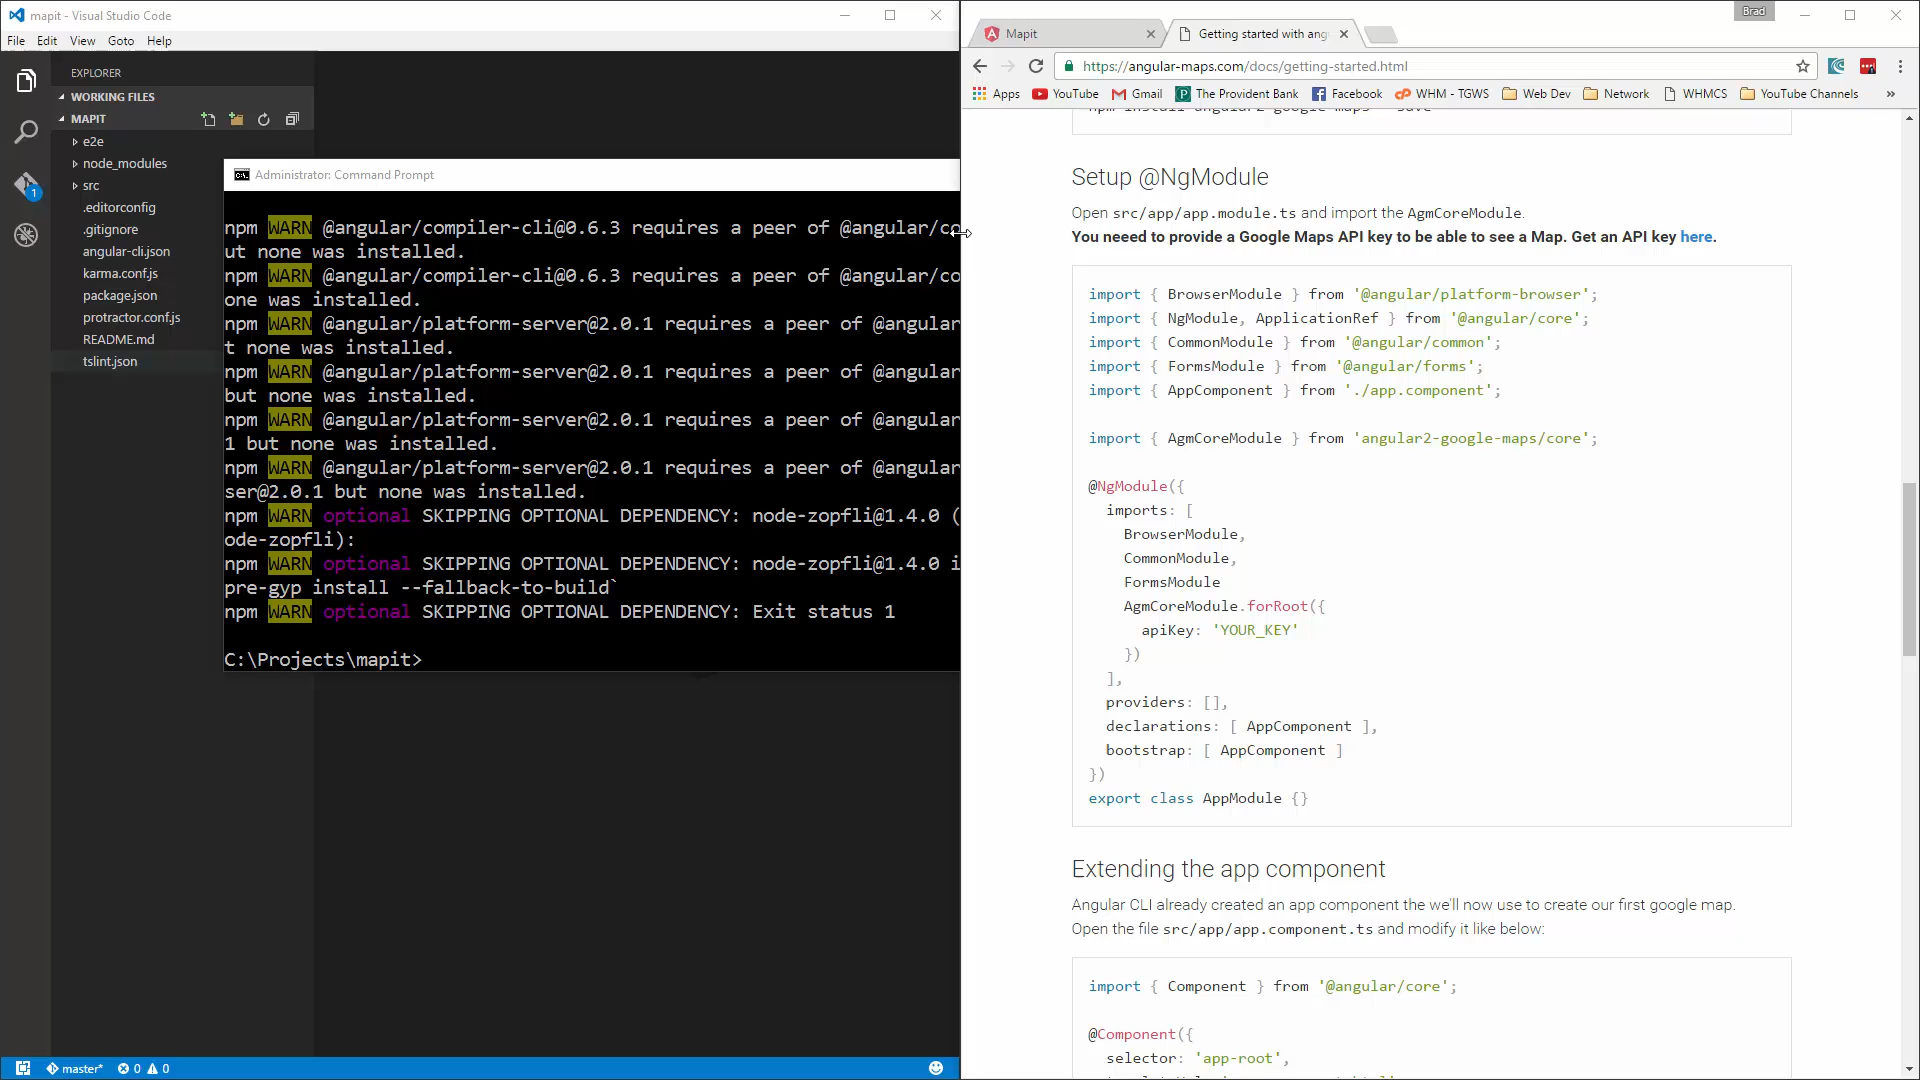 mapit - Visual Studio Code
File Edit View Goto Help
EXPLORER
WORKING FILES
MAPIT
e2e
node_modules
src
.editorconfig
.gitignore
angular-cli.json
karma.conf.js
package.json
protractor.conf.js
README.md
tslint.json
1
master* 0 0
Administrator: Command Prompt
npm WARN @angular/compiler-cli@0.6.3 requires a peer of @angular/co
ut none was installed.
npm WARN @angular/compiler-cli@0.6.3 requires a peer of @angular/co
one was installed.
npm WARN @angular/platform-server@2.0.1 requires a peer of @angular
t none was installed.
npm WARN @angular/platform-server@2.0.1 requires a peer of @angular
but none was installed.
npm WARN @angular/platform-server@2.0.1 requires a peer of @angular
1 but none was installed.
npm WARN @angular/platform-server@2.0.1 requires a peer of @angular
ser@2.0.1 but none was installed.
npm WARN optional SKIPPING OPTIONAL DEPENDENCY: node-zopfli@1.4.0 (
ode-zopfli):
npm WARN optional SKIPPING OPTIONAL DEPENDENCY: node-zopfli@1.4.0 i
pre-gyp install --fallback-to-build`
npm WARN optional SKIPPING OPTIONAL DEPENDENCY: Exit status 1
C:\Projects\mapit>
Brad
Mapit
Getting started with ang
https://angular-maps.com/docs/getting-started.html
Apps YouTube Gmail The Provident Bank Facebook WHM - TGWS Web Dev Network WHMCS YouTube Channels »
Setup @NgModule
Open src/app/app.module.ts and import the AgmCoreModule.
You neeed to provide a Google Maps API key to be able to see a Map. Get an API key here.
import { BrowserModule } from '@angular/platform-browser';
import { NgModule, ApplicationRef } from '@angular/core';
import { CommonModule } from '@angular/common';
import { FormsModule } from '@angular/forms';
import { AppComponent } from './app.component';
import { AgmCoreModule } from 'angular2-google-maps/core';
@NgModule({
imports: [
BrowserModule,
CommonModule,
FormsModule
AgmCoreModule.forRoot({
apiKey: 'YOUR_KEY'
})
],
providers: [],
declarations: [ AppComponent ],
bootstrap: [ AppComponent ]
})
export class AppModule {}
Extending the app component
Angular CLI already created an app component the we'll now use to create our first google map.
Open the file src/app/app.component.ts and modify it like below:
import { Component } from '@angular/core';
@Component({
selector: 'app-root',